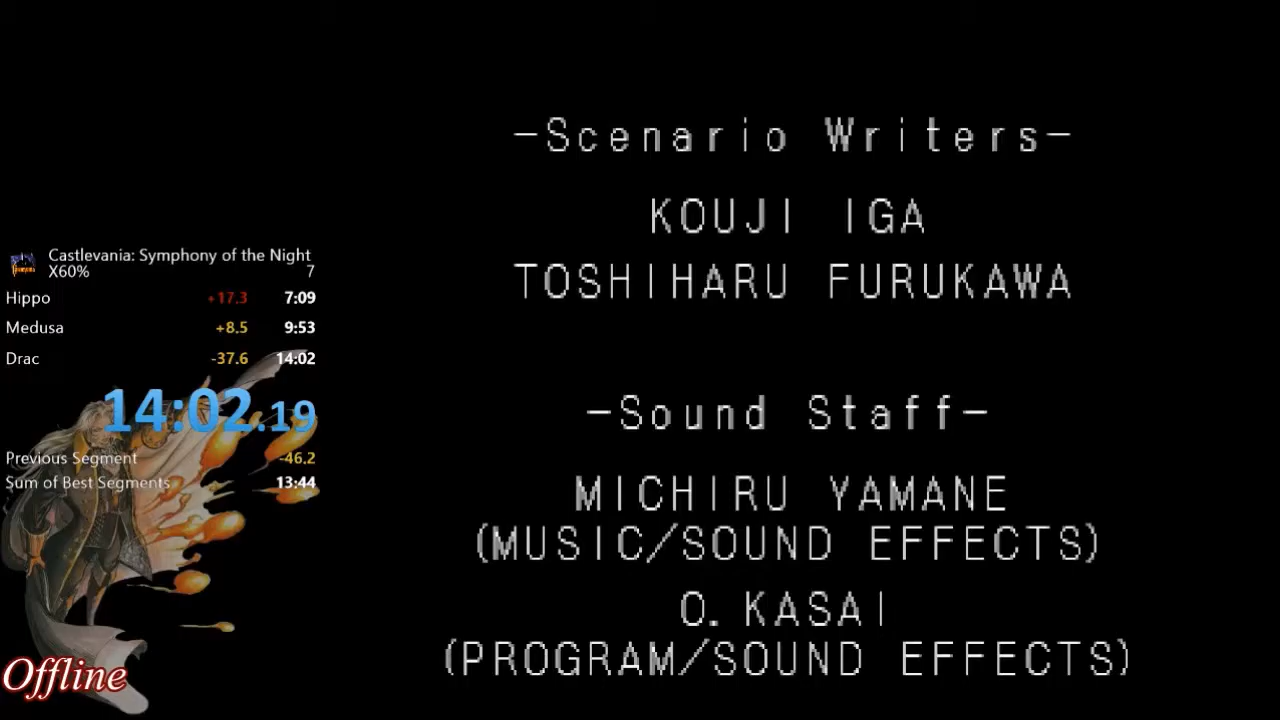 Castlevania: Symphony of the Night
X60% 7
Hippo +17.3 7:09
Medusa +8.5 9:53
Drac -37.6 14:02
14:02.19
Previous Segment -46.2
Sum of Best Segments 13:44
Offline
-Scenario Writers-
KOUJI IGA
TOSHIHARU FURUKAWA
-Sound Staff-
MICHIRU YAMANE
(MUSIC/SOUND EFFECTS)
O. KASAI
(PROGRAM/SOUND EFFECTS)